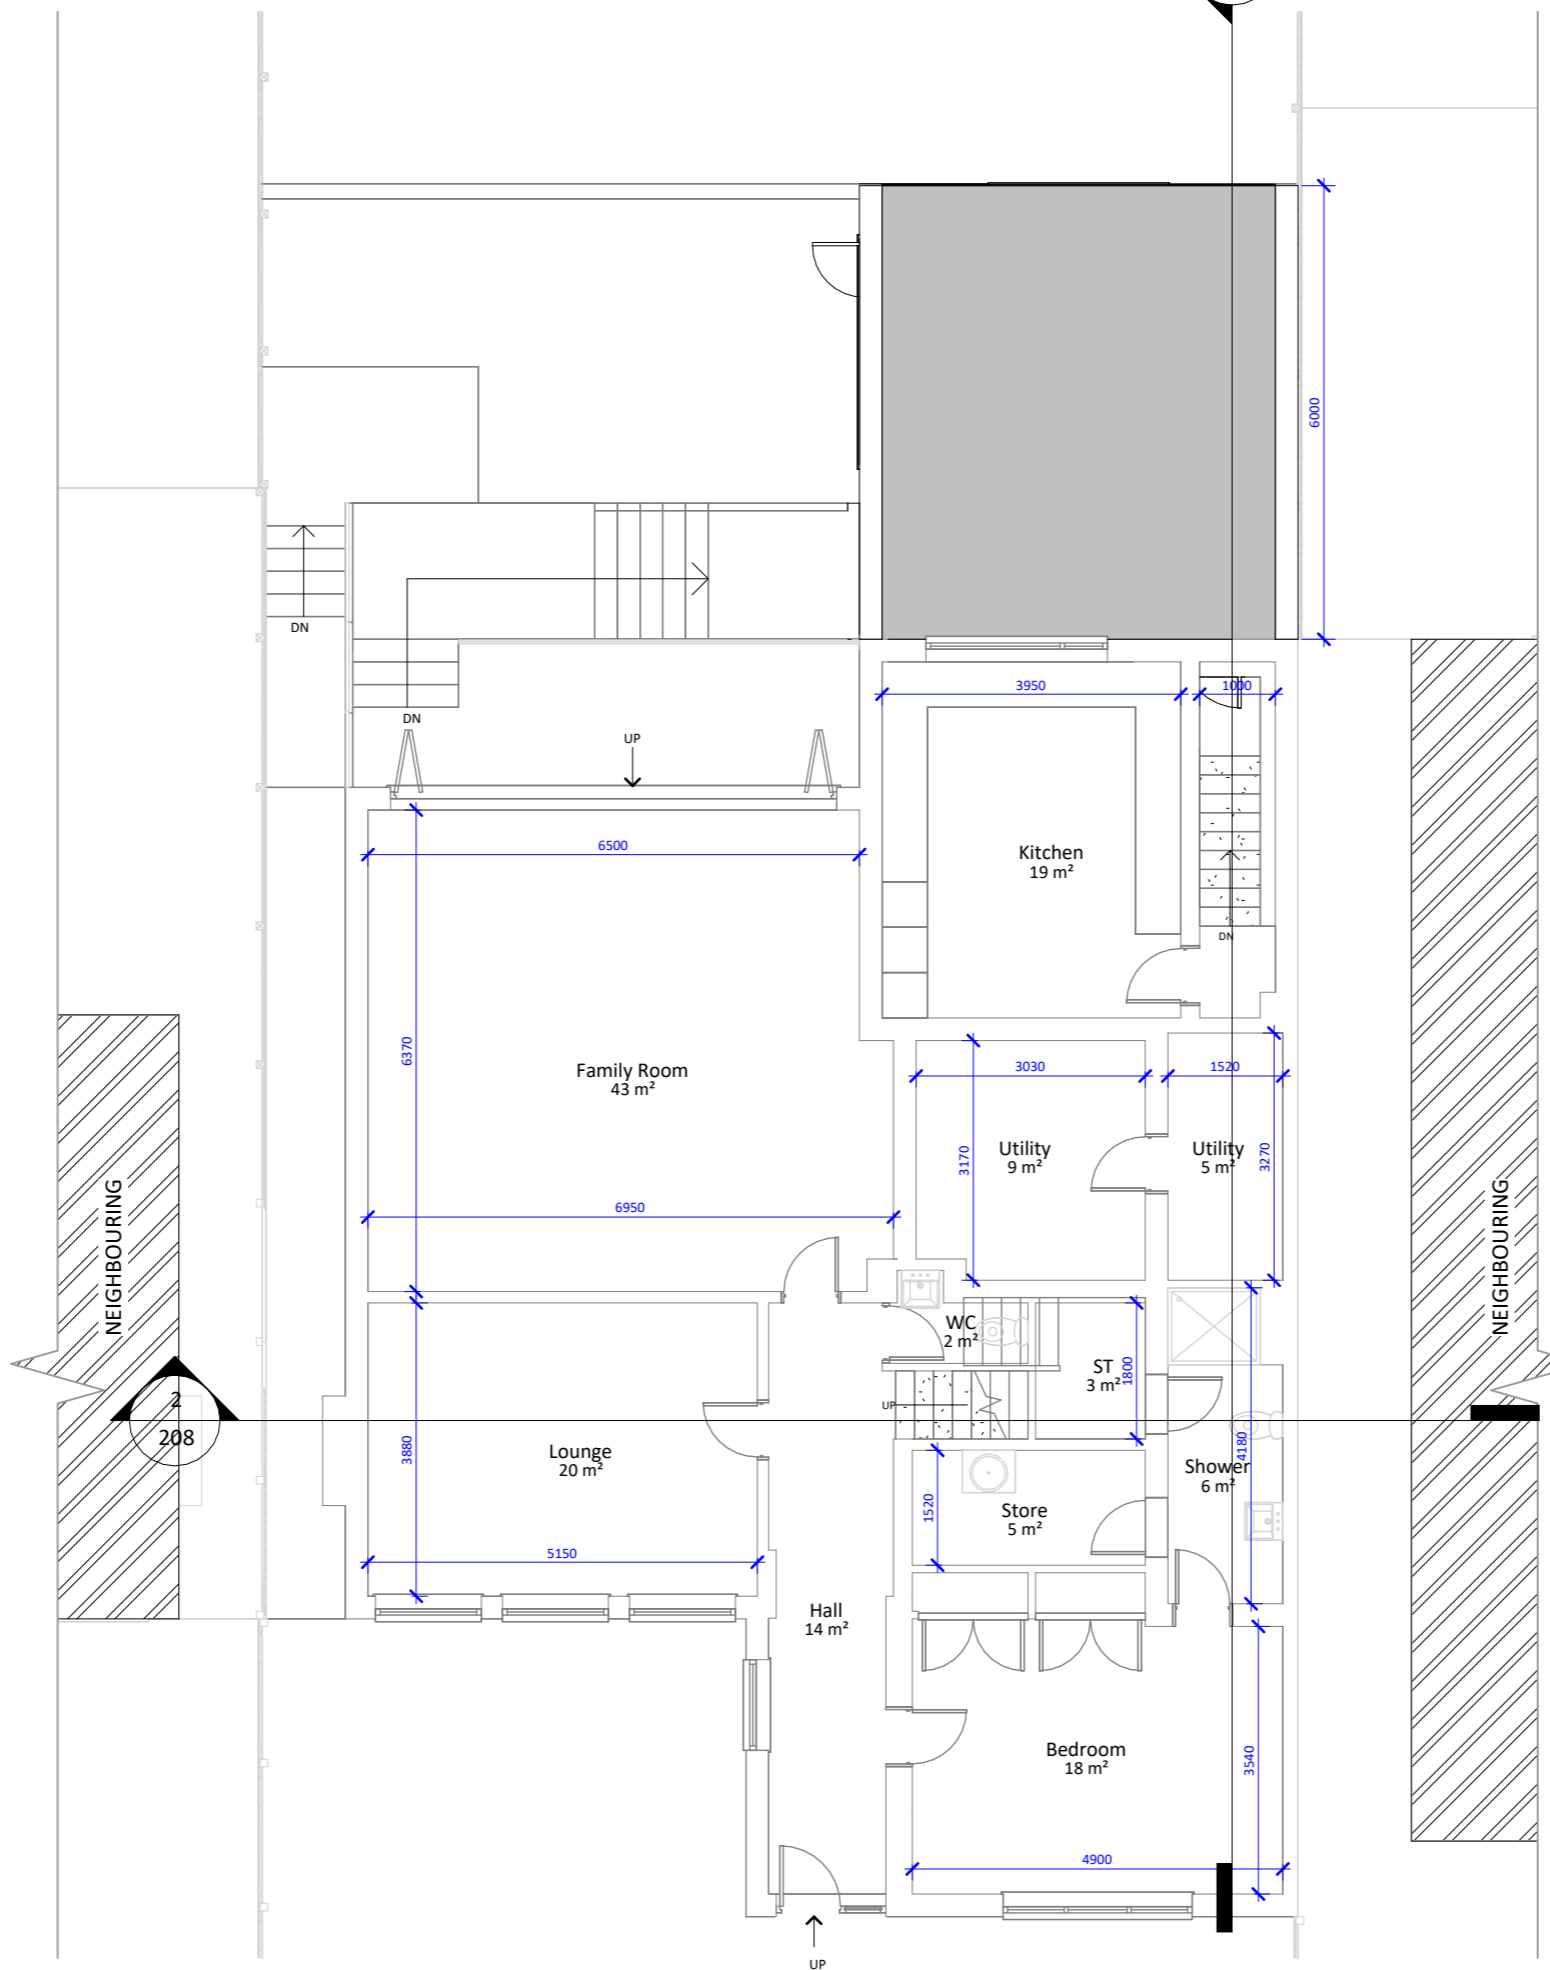 6000
DN
3950
1000
DN
UP
6500
Kitchen
19 m²
DN
6370
Family Room
43 m²
3030
1520
3170
Utility
9 m²
Utility
5 m²
3270
NEIGHBOURING
NEIGHBOURING
6950
WC
2 m²
ST
3 m²
1800
2
208
UP
3880
Lounge
20 m²
4180
Shower
6 m²
1520
Store
5 m²
5150
Hall
14 m²
Bedroom
18 m²
3540
4900
UP